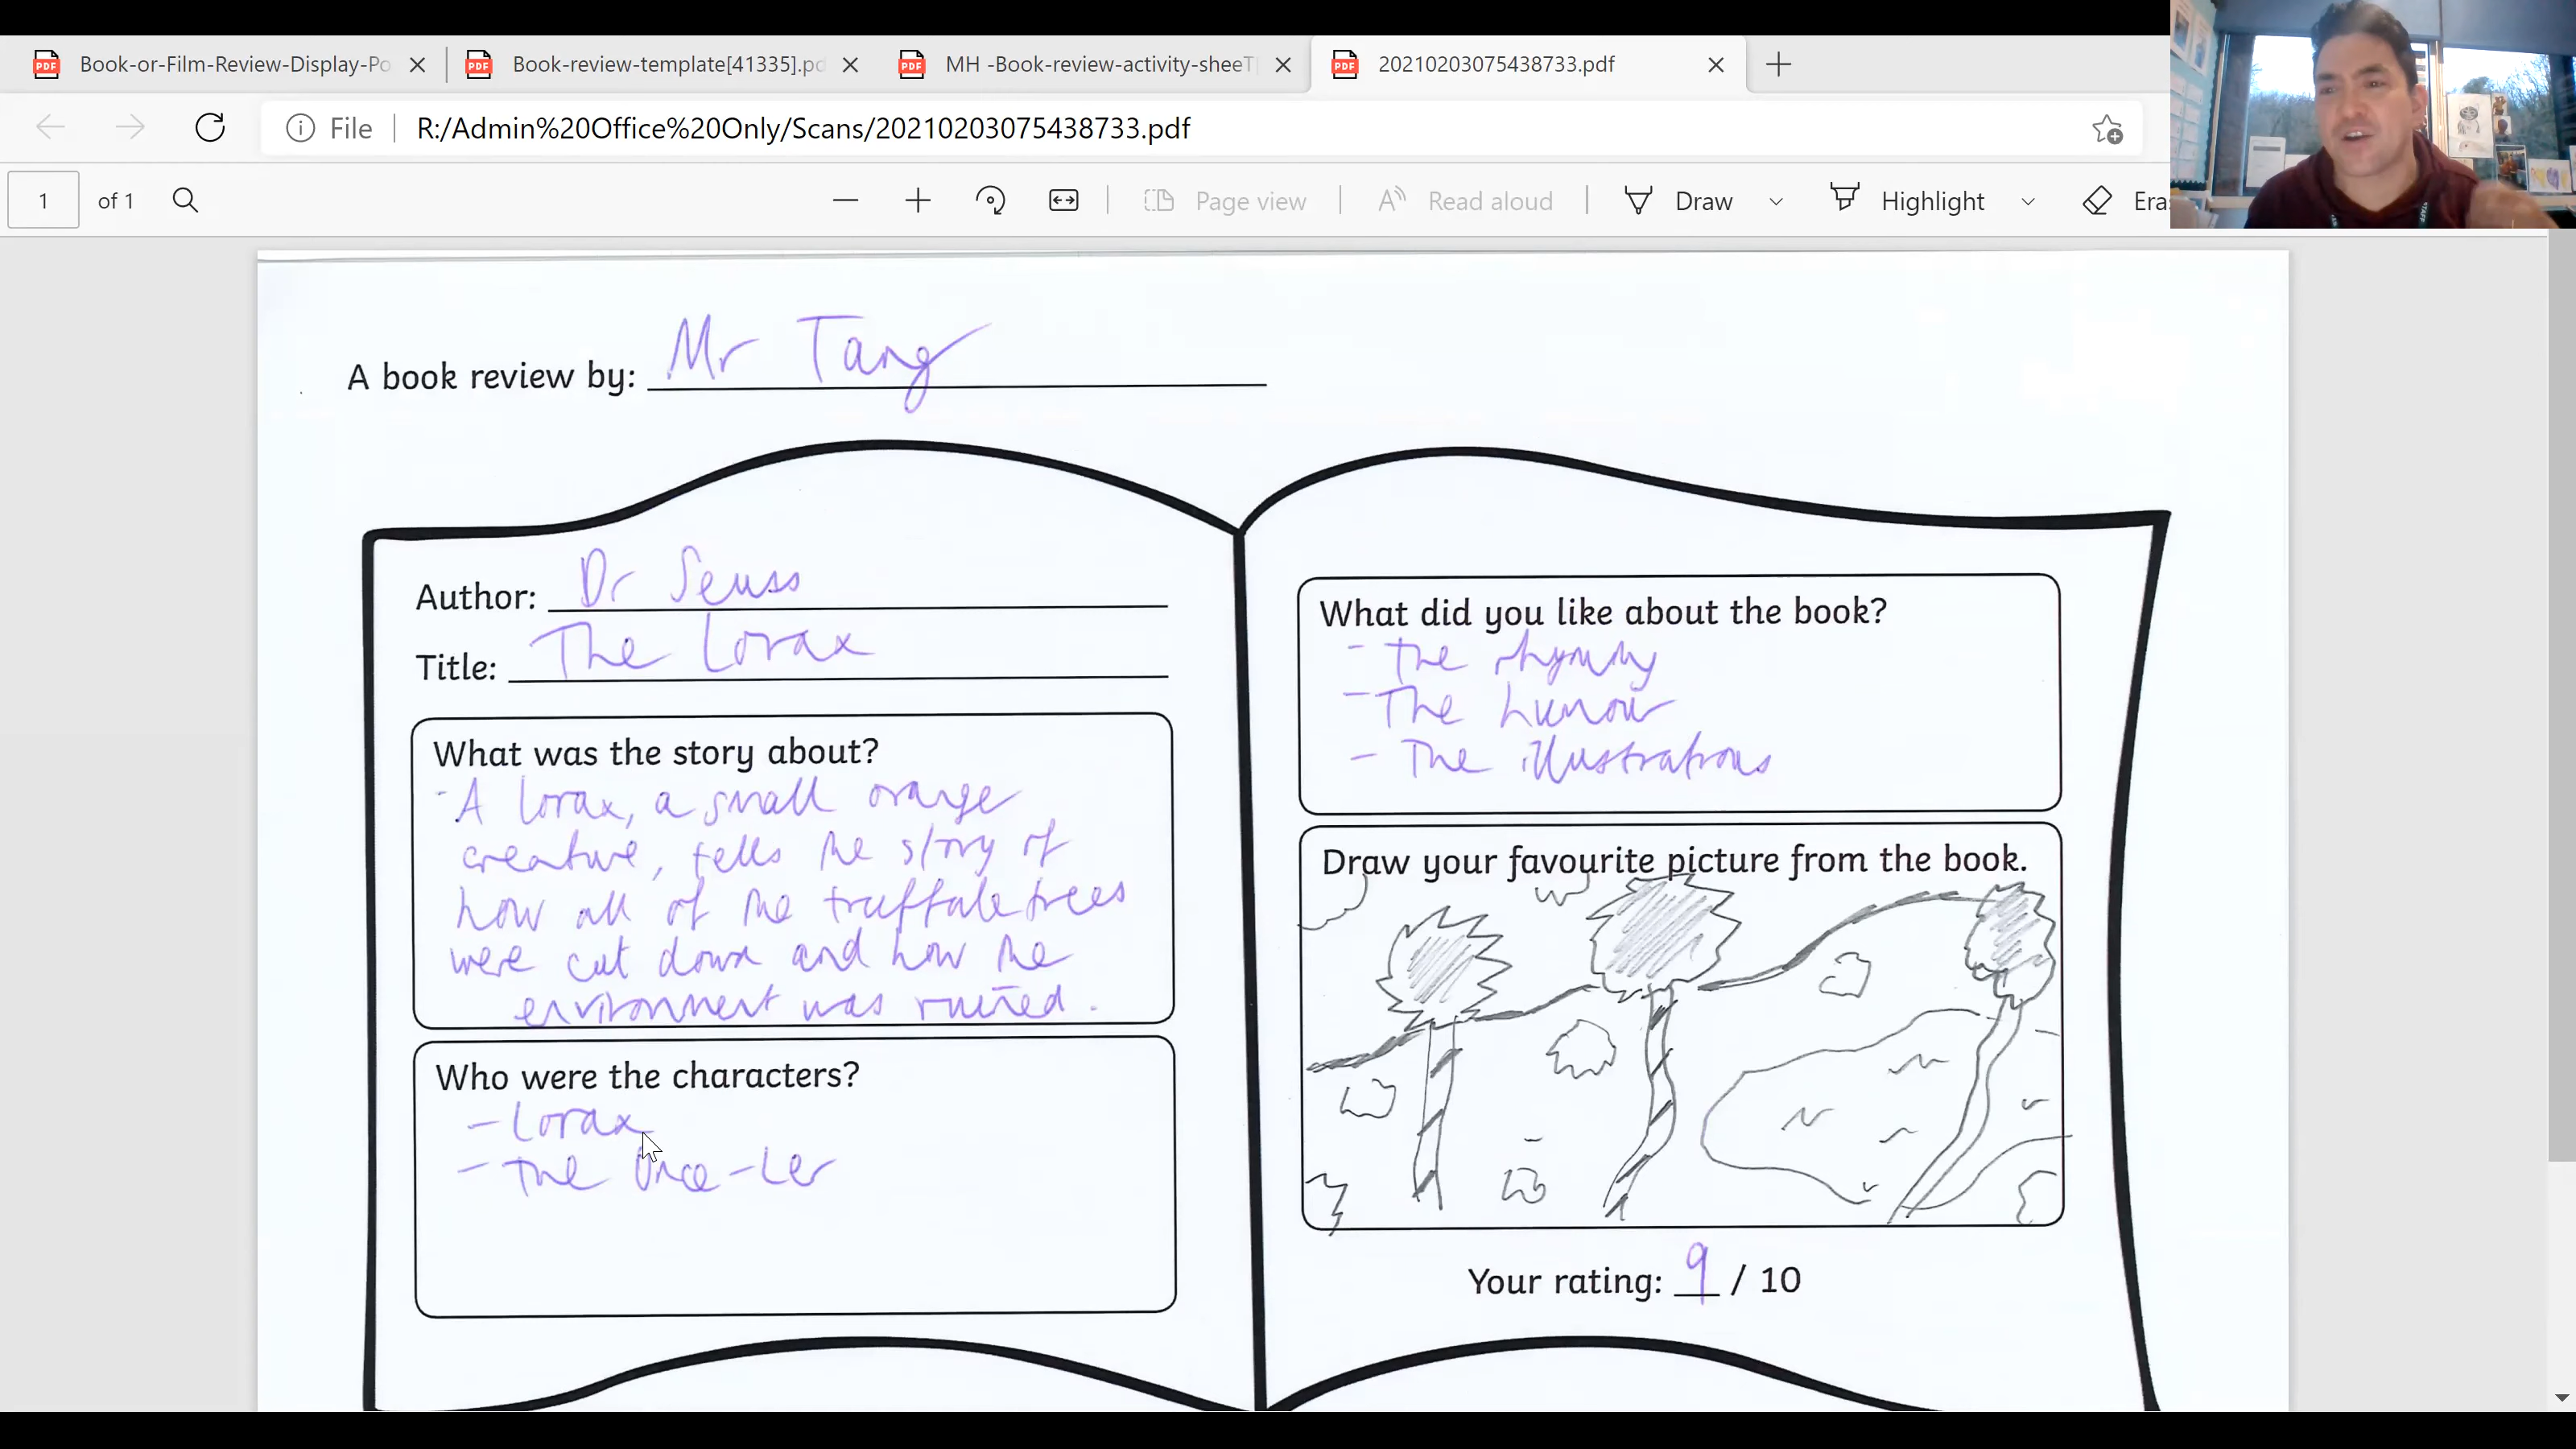 Book-or-Film-Review-Display-Po
Book-review-template[41335].pd
MH -Book-review-activity-sheeT
20210203075438733.pdf
File R:/Admin%20Office%20Only/Scans/20210203075438733.pdf
1 of 1 Page view Read aloud Draw Highlight Era
A book review by: Mr Tang
Author: Dr Seuss
Title: The Lorax
What was the story about?
- A Lorax, a small orange
creature, tells the story of
how all of the truffale trees
were cut down and how the
environment was ruined.
Who were the characters?
- Lorax
- The Once-Ler
What did you like about the book?
- The rhyming
- The humour
- The illustrations
Draw your favourite picture from the book.
Your rating: 9 / 10